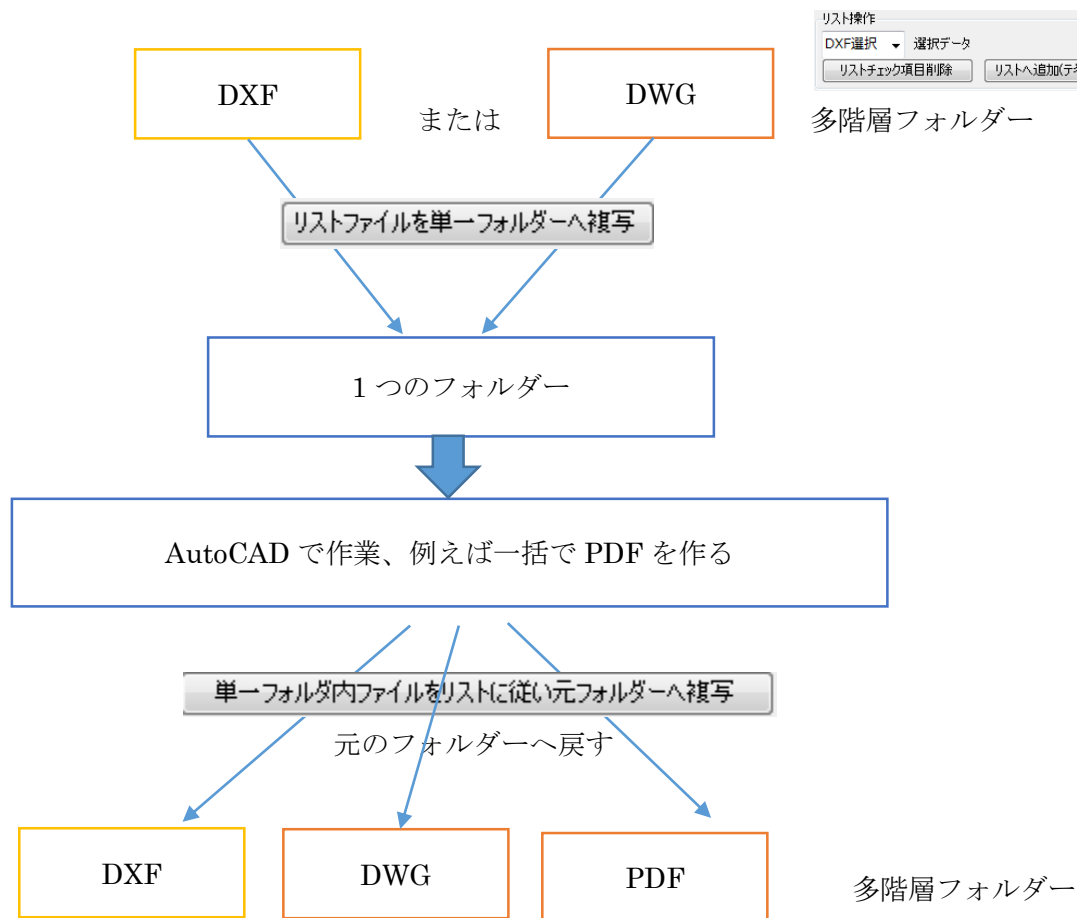 リスト操作
DXF選択 選択データ
リストチェック項目削除 リストへ追加(テキ
DXF
または
DWG
多階層フォルダー
リストファイルを単一フォルダーへ複写
1 つのフォルダー
AutoCAD で作業、例えば一括で PDF を作る
単一フォルダ内ファイルをリストに従い元フォルダーへ複写
元のフォルダーへ戻す
DXF
DWG
PDF
多階層フォルダー